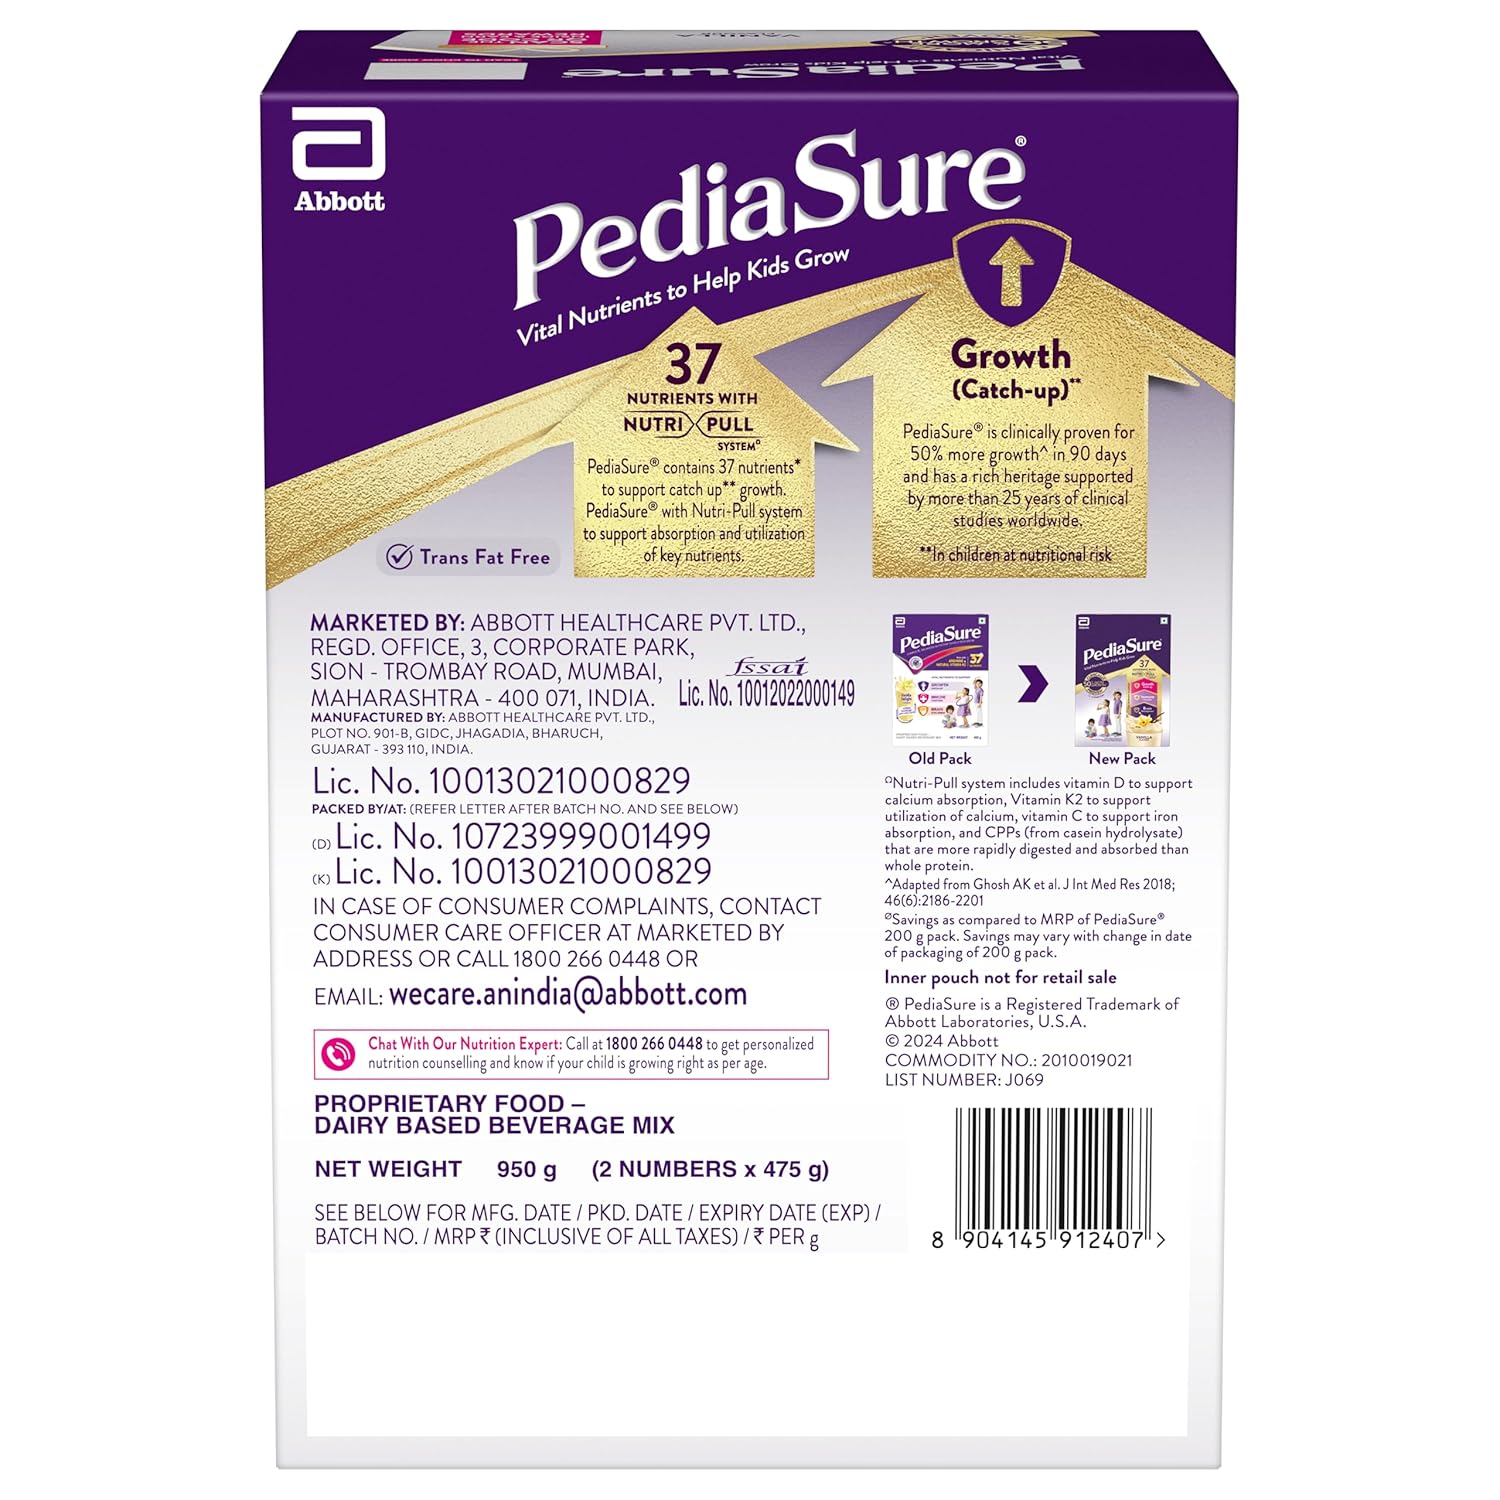 VANILLA
PediaSure
Vital Nutrients to Help Kids Grow
Abbott
PediaSure®
Vital Nutrients to Help Kids Grow
37
NUTRIENTS WITH
NUTRI PULL
SYSTEMΩ
PediaSure® contains 37 nutrients*
to support catch up** growth.
PediaSure® with Nutri-Pull system
to support absorption and utilization
of key nutrients.
Growth
(Catch-up)**
PediaSure® is clinically proven for
50% more growth^ in 90 days
and has a rich heritage supported
by more than 25 years of clinical
studies worldwide.
**In children at nutritional risk
Trans Fat Free
MARKETED BY: ABBOTT HEALTHCARE PVT. LTD.,
REGD. OFFICE, 3, CORPORATE PARK,
SION - TROMBAY ROAD, MUMBAI,
MAHARASHTRA - 400 071, INDIA.
fssai
Lic. No. 10012022000149
MANUFACTURED BY: ABBOTT HEALTHCARE PVT. LTD.,
PLOT NO. 901-B, GIDC, JHAGADIA, BHARUCH,
GUJARAT - 393 110, INDIA.
Lic. No. 10013021000829
PACKED BY/AT: (REFER LETTER AFTER BATCH NO. AND SEE BELOW)
(D) Lic. No. 10723999001499
(K) Lic. No. 10013021000829
IN CASE OF CONSUMER COMPLAINTS, CONTACT
CONSUMER CARE OFFICER AT MARKETED BY
ADDRESS OR CALL 1800 266 0448 OR
EMAIL: wecare.anindia@abbott.com
Chat With Our Nutrition Expert: Call at 1800 266 0448 to get personalized
nutrition counselling and know if your child is growing right as per age.
PROPRIETARY FOOD –
DAIRY BASED BEVERAGE MIX
NET WEIGHT 950 g (2 NUMBERS x 475 g)
SEE BELOW FOR MFG. DATE / PKD. DATE / EXPIRY DATE (EXP) /
BATCH NO. / MRP ₹ (INCLUSIVE OF ALL TAXES) / ₹ PER g
PediaSure
37
PediaSure
37
VANILLA
Old Pack
New Pack
ΩNutri-Pull system includes vitamin D to support
calcium absorption, Vitamin K2 to support
utilization of calcium, vitamin C to support iron
absorption, and CPPs (from casein hydrolysate)
that are more rapidly digested and absorbed than
whole protein.
^Adapted from Ghosh AK et al. J Int Med Res 2018;
46(6):2186-2201
ØSavings as compared to MRP of PediaSure®
200 g pack. Savings may vary with change in date
of packaging of 200 g pack.
Inner pouch not for retail sale
® PediaSure is a Registered Trademark of
Abbott Laboratories, U.S.A.
© 2024 Abbott
COMMODITY NO.: 2010019021
LIST NUMBER: J069
8 904145 912407 >